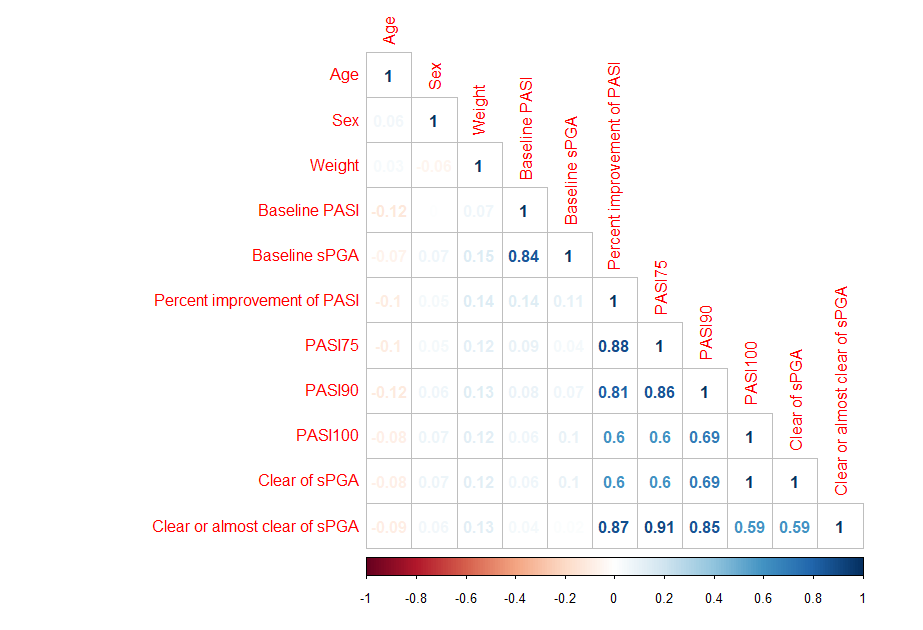 Age
Sex
Weight
Baseline PASI
Baseline sPGA
Percent improvement of PASI
PASI75
PASI90
PASI100
Clear of sPGA
Clear or almost clear of sPGA
Age 1
Sex 0.06 1
Weight 0.03 -0.06 1
Baseline PASI -0.12 0.07 1
Baseline sPGA -0.07 0.07 0.15 0.84 1
Percent improvement of PASI -0.1 0.05 0.14 0.14 0.11 1
PASI75 -0.1 0.05 0.12 0.09 0.04 0.88 1
PASI90 -0.12 0.06 0.13 0.08 0.07 0.81 0.86 1
PASI100 -0.08 0.07 0.12 0.06 0.1 0.6 0.6 0.69 1
Clear of sPGA -0.08 0.07 0.12 0.06 0.1 0.6 0.6 0.69 1 1
Clear or almost clear of sPGA -0.09 0.06 0.13 0.04 0.87 0.91 0.85 0.59 0.59 1
-1 -0.8 -0.6 -0.4 -0.2 0 0.2 0.4 0.6 0.8 1